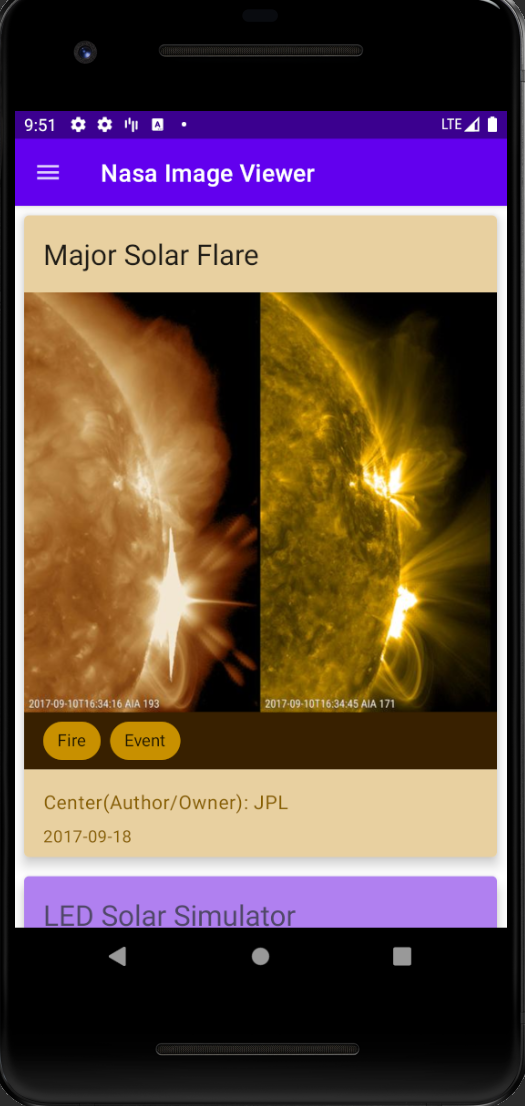 9:51
LTE
Nasa Image Viewer
Major Solar Flare
2017-09-10T16:34:16 AIA 193
2017-09-10T16:34:45 AIA 171
Fire
Event
Center(Author/Owner): JPL
2017-09-18
LED Solar Simulator